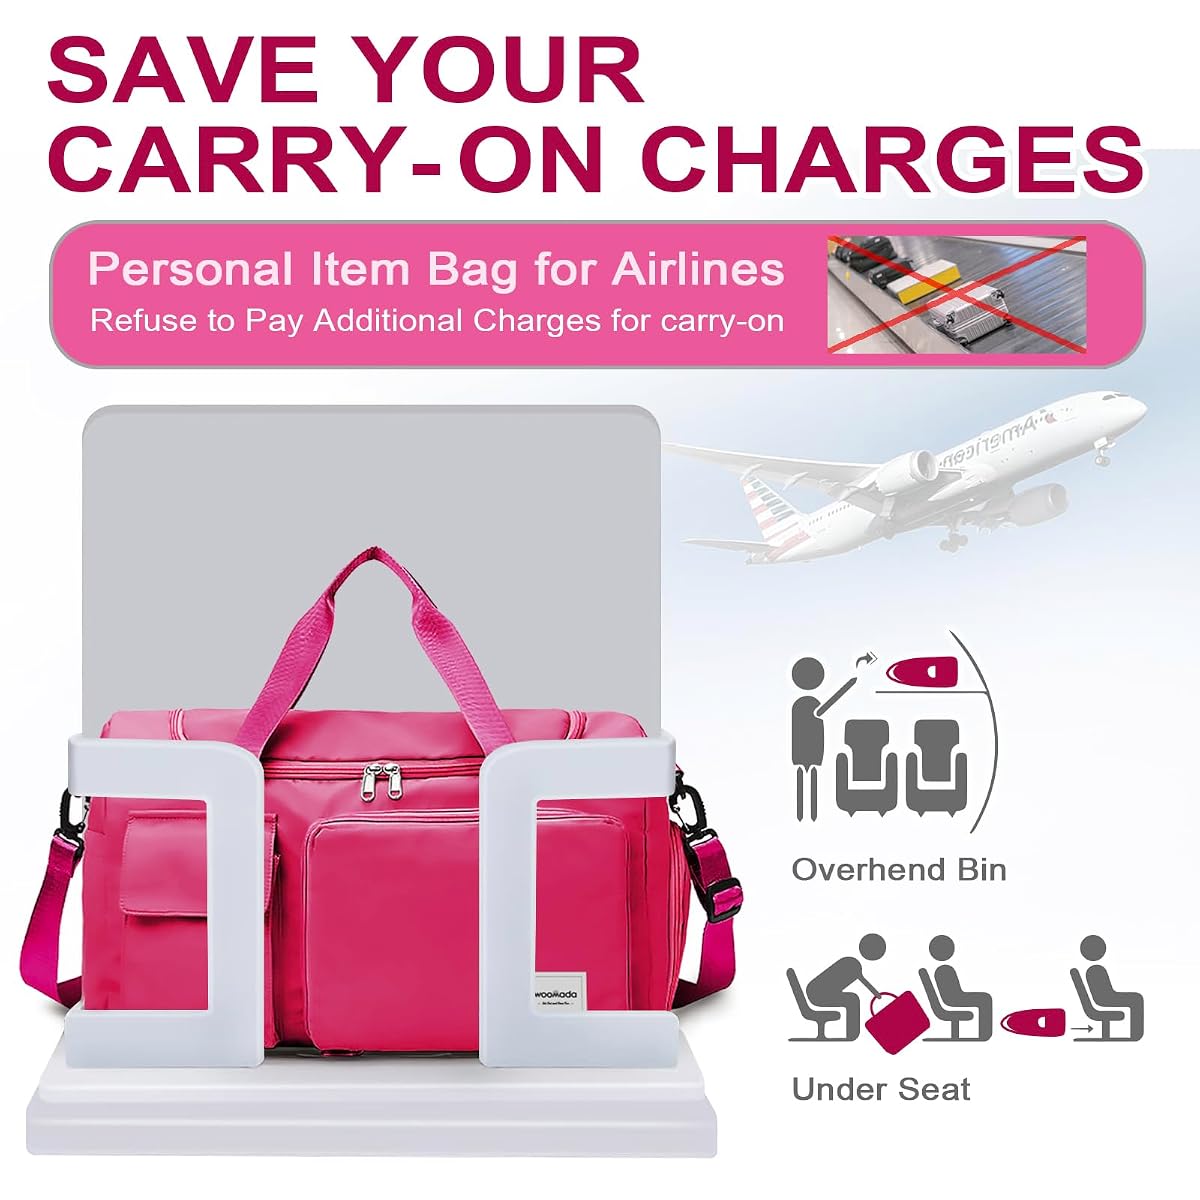 SAVE YOUR
CARRY-ON CHARGES
Personal Item Bag for Airlines
Refuse to Pay Additional Charges for carry-on
American
woomada
Overhend Bin
Under Seat